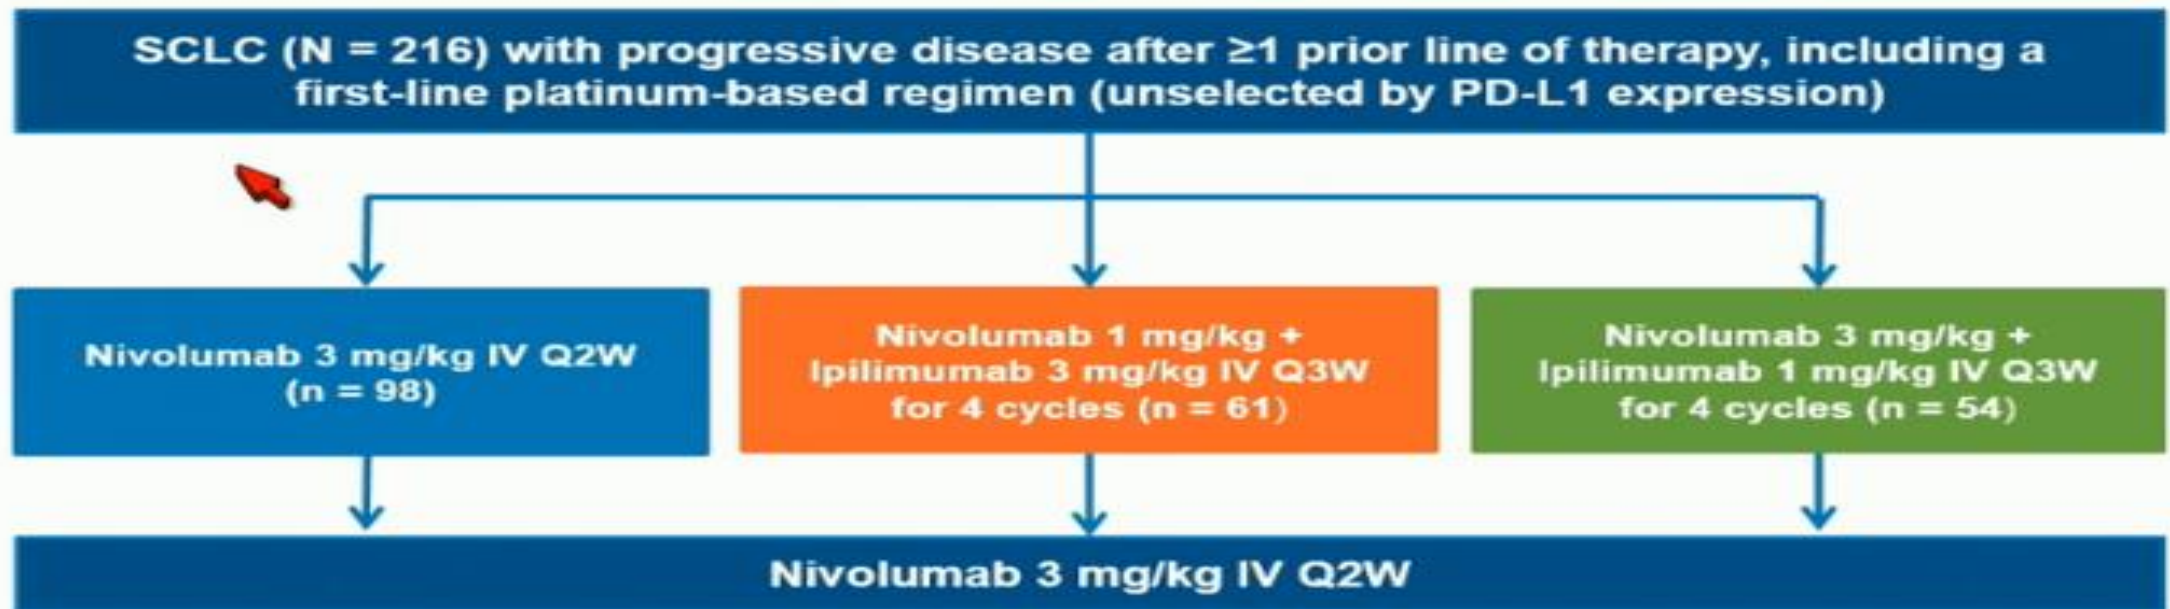 SCLC (N = 216) with progressive disease after ≥1 prior line of therapy, including a
first-line platinum-based regimen (unselected by PD-L1 expression)
Nivolumab 3 mg/kg IV Q2W
(n = 98)
Nivolumab 1 mg/kg +
Ipilimumab 3 mg/kg IV Q3W
for 4 cycles (n = 61)
Nivolumab 3 mg/kg +
Ipilimumab 1 mg/kg IV Q3W
for 4 cycles (n = 54)
Nivolumab 3 mg/kg IV Q2W